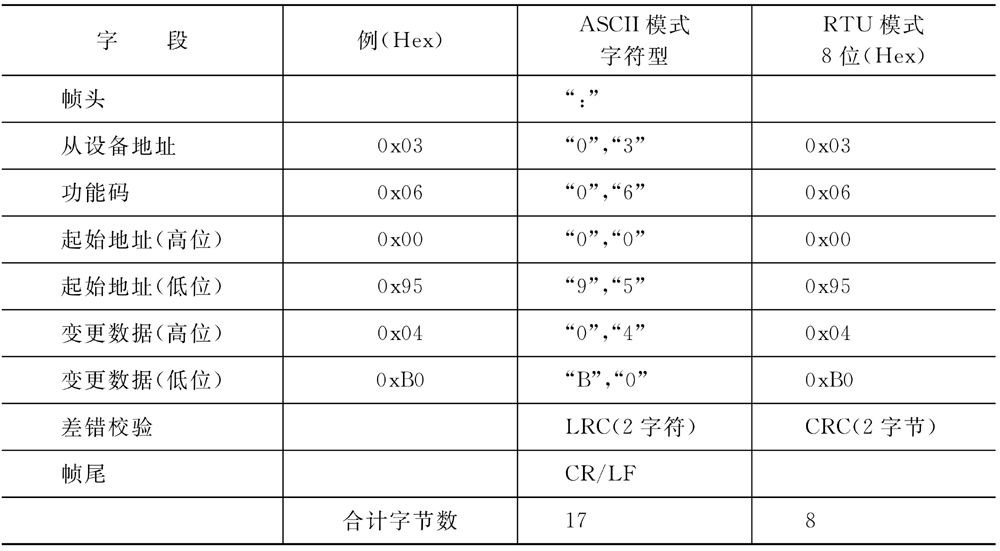 字 段 例(Hex) ASCII 模式 字符型 RTU 模式 8 位(Hex)
帧头 “:”
从设备地址 0x03 “0”,“3” 0x03
功能码 0x06 “0”,“6” 0x06
起始地址(高位) 0x00 “0”,“0” 0x00
起始地址(低位) 0x95 “9”,“5” 0x95
变更数据(高位) 0x04 “0”,“4” 0x04
变更数据(低位) 0xB0 “B”,“0” 0xB0
差错校验 LRC(2 字符) CRC(2 字节)
帧尾 CR/LF
合计字节数 17 8